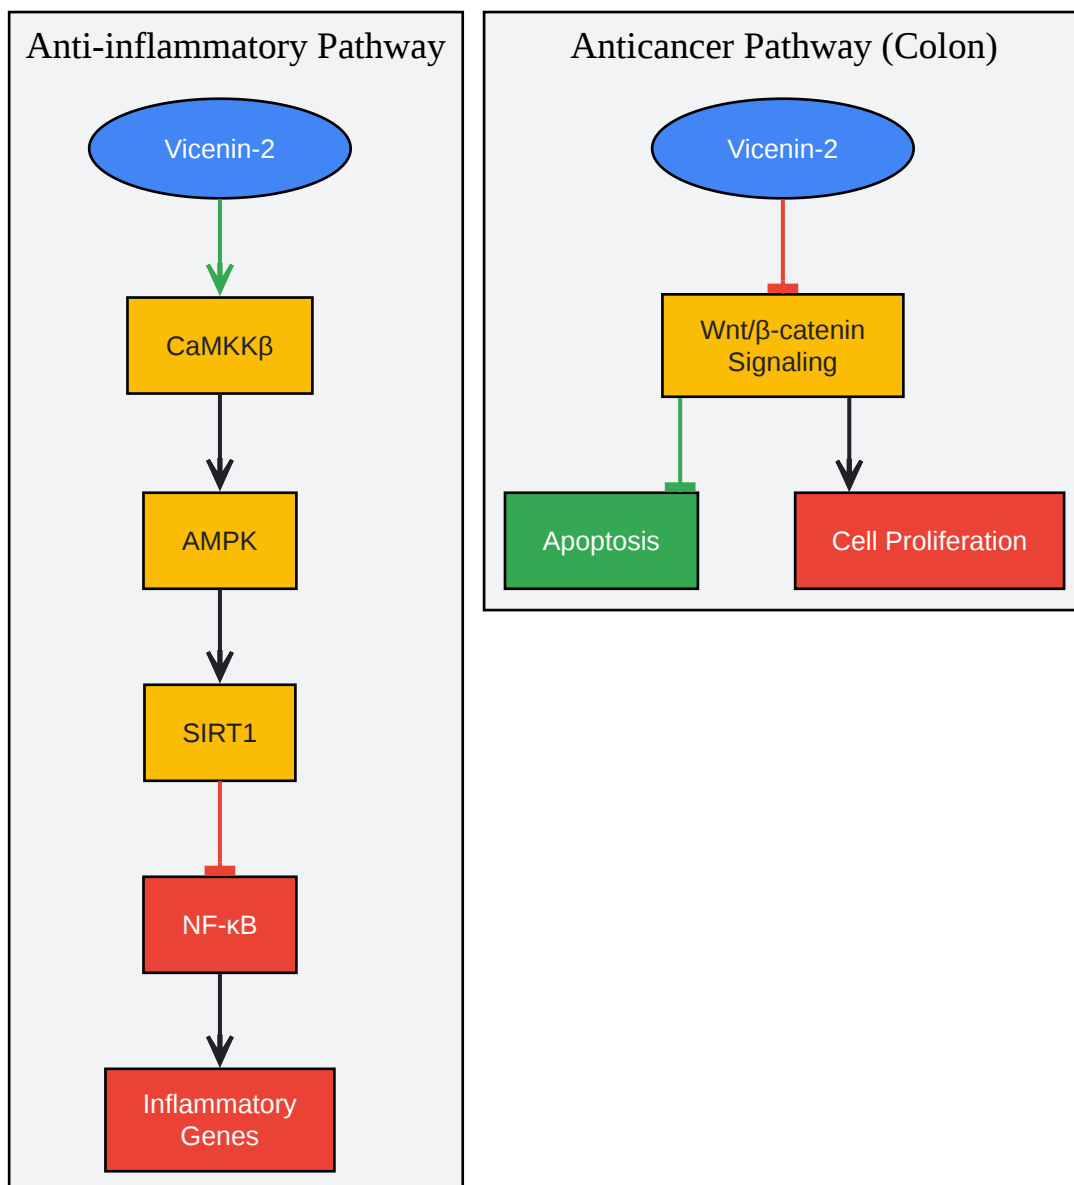 Anti-inflammatory Pathway
Vicenin-2
CaMKKβ
AMPK
SIRT1
NF-κB
Inflammatory
Genes
Anticancer Pathway (Colon)
Vicenin-2
Wnt/β-catenin
Signaling
Apoptosis
Cell Proliferation